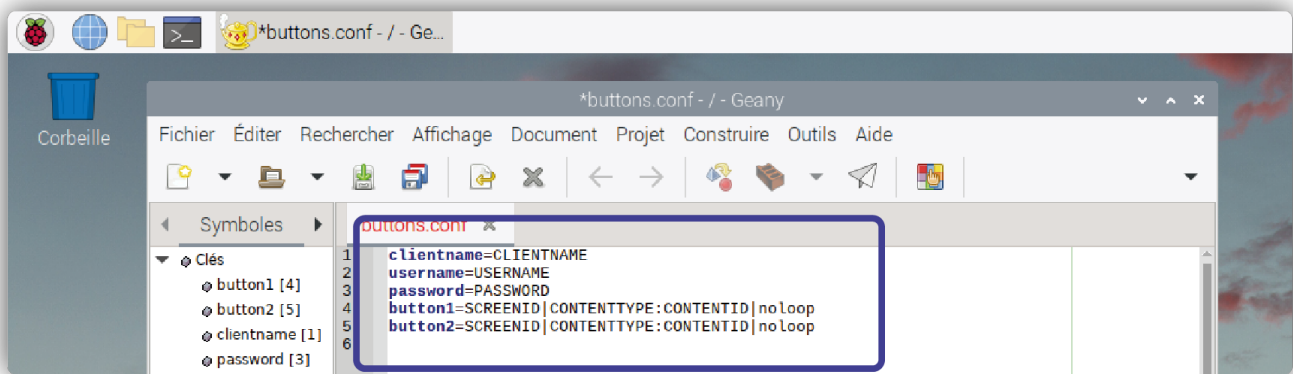 *buttons.conf - / - Ge...
Corbeille
*buttons.conf - / - Geany
Fichier Éditer Rechercher Affichage Document Projet Construire Outils Aide
Symboles
buttons.conf
Clés
button1 [4]
button2 [5]
clientname [1]
password [3]
1 clientname=CLIENTNAME
2 username=USERNAME
3 password=PASSWORD
4 button1=SCREENID|CONTENTTYPE:CONTENTID|noloop
5 button2=SCREENID|CONTENTTYPE:CONTENTID|noloop
6